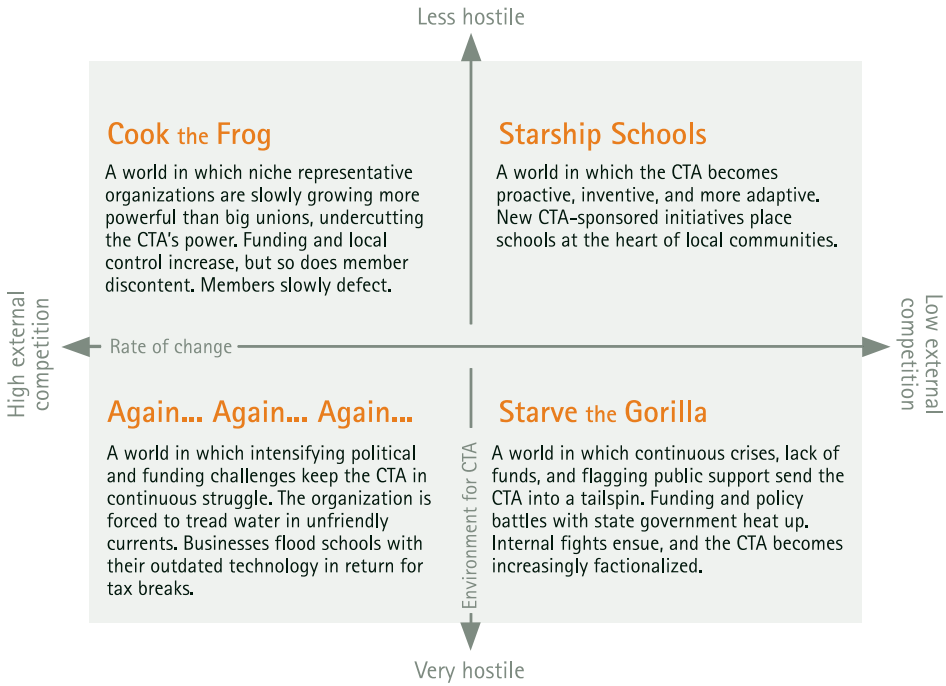 Less hostile
Cook the Frog
A world in which niche representative
organizations are slowly growing more
powerful than big unions, undercutting
the CTA's power. Funding and local
control increase, but so does member
discontent. Members slowly defect.
Starship Schools
A world in which the CTA becomes
proactive, inventive, and more adaptive.
New CTA-sponsored initiatives place
schools at the heart of local communities.
High external
competition
Rate of change
Low external
competition
Again... Again... Again...
A world in which intensifying political
and funding challenges keep the CTA in
continuous struggle. The organization is
forced to tread water in unfriendly
currents. Businesses flood schools with
their outdated technology in return for
tax breaks.
Environment for CTA
Starve the Gorilla
A world in which continuous crises, lack of
funds, and flagging public support send the
CTA into a tailspin. Funding and policy
battles with state government heat up.
Internal fights ensue, and the CTA becomes
increasingly factionalized.
Very hostile